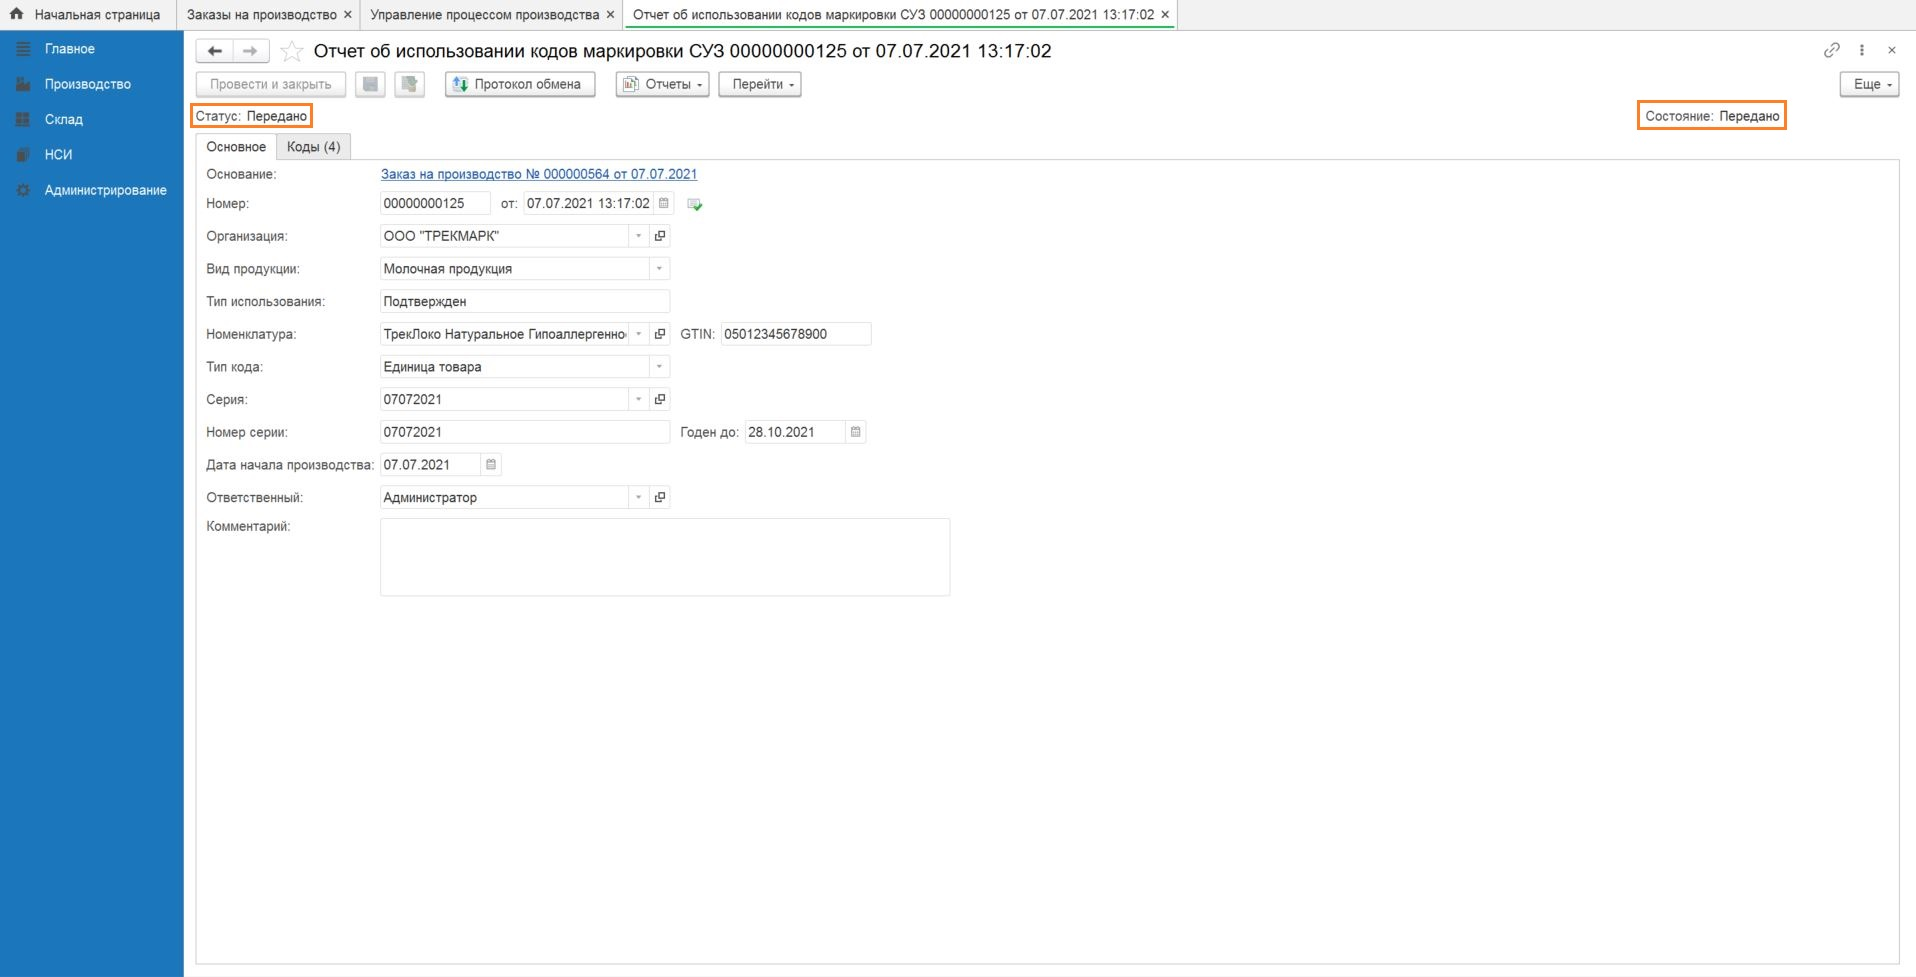 Начальная страница
Заказы на производство ×
Управление процессом производства ×
Отчет об использовании кодов маркировки СУЗ 00000000125 от 07.07.2021 13:17:02 ×
Главное
Производство
Склад
НСИ
Администрирование
Отчет об использовании кодов маркировки СУЗ 00000000125 от 07.07.2021 13:17:02
Провести и закрыть
Протокол обмена
Отчеты
Перейти
Еще
Статус: Передано
Состояние: Передано
Основное
Коды (4)
Основание: Заказ на производство № 000000564 от 07.07.2021
Номер: 00000000125 от: 07.07.2021 13:17:02
Организация: ООО "ТРЕКМАРК"
Вид продукции: Молочная продукция
Тип использования: Подтвержден
Номенклатура: ТрекЛоко Натуральное Гипоаллергенно GTIN: 05012345678900
Тип кода: Единица товара
Серия: 07072021
Номер серии: 07072021 Годен до: 28.10.2021
Дата начала производства: 07.07.2021
Ответственный: Администратор
Комментарий: